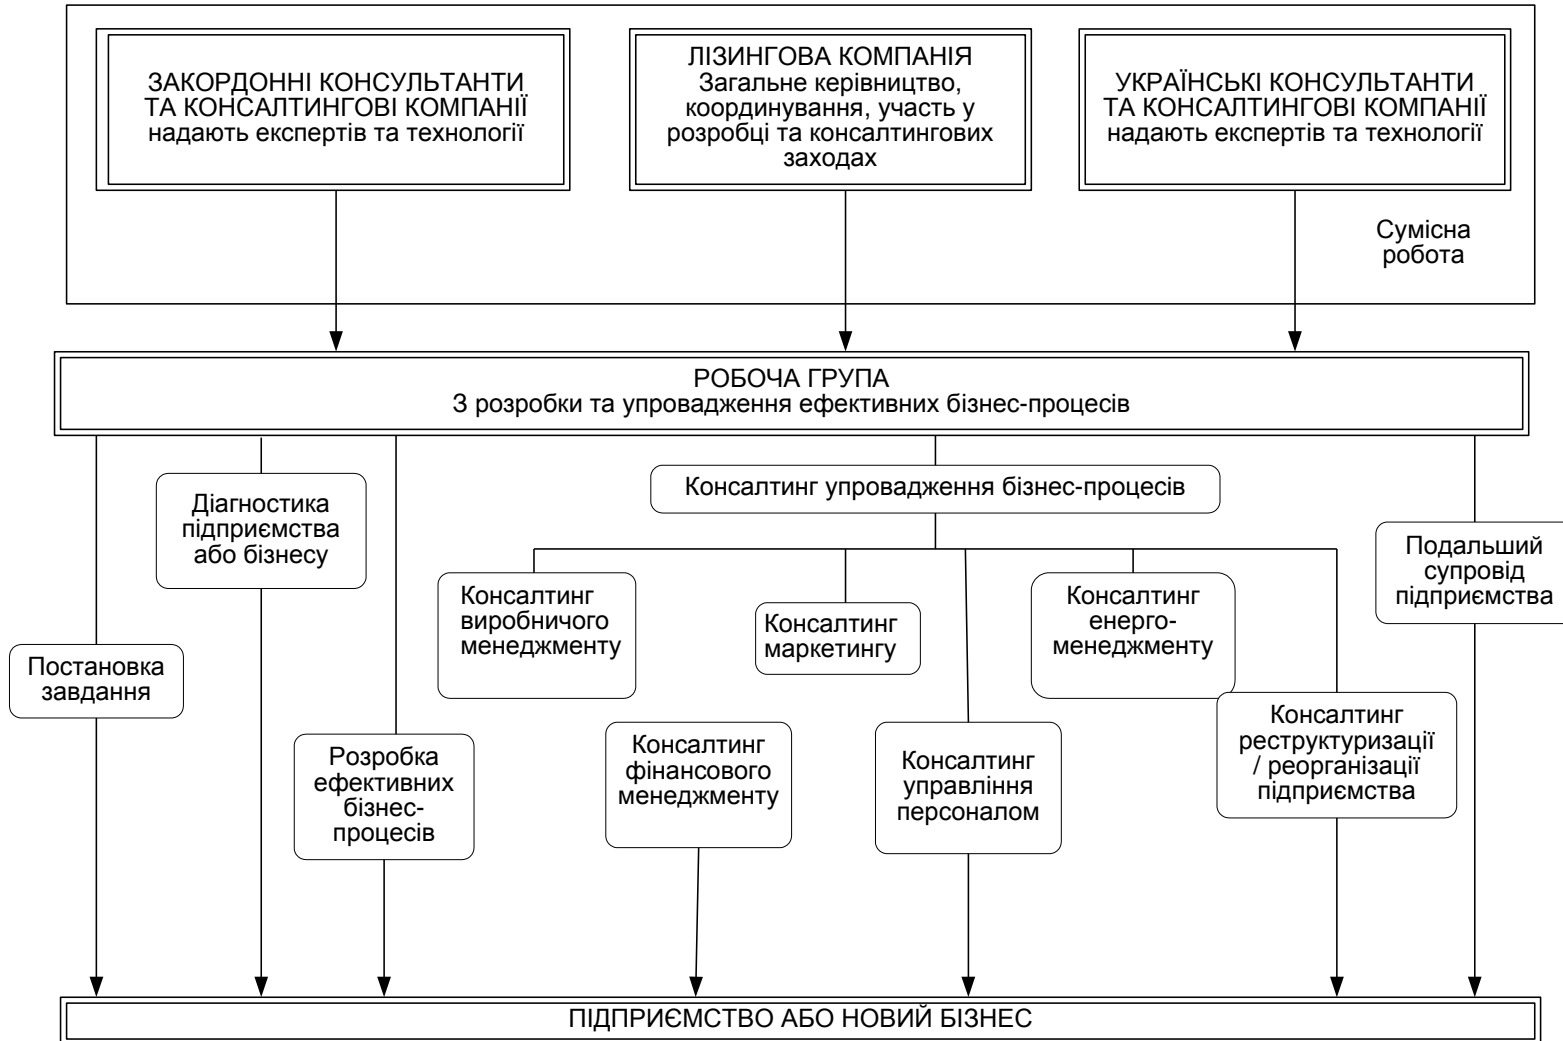 ЗАКОРДОННІ КОНСУЛЬТАНТИ
ТА КОНСАЛТИНГОВІ КОМПАНІЇ
надають експертів та технології
ЛІЗИНГОВА КОМПАНІЯ
Загальне керівництво,
координування, участь у
розробці та консалтингових
заходах
УКРАЇНСЬКІ КОНСУЛЬТАНТИ
ТА КОНСАЛТИНГОВІ КОМПАНІЇ
надають експертів та технології
Сумісна
робота
РОБОЧА ГРУПА
З розробки та упровадження ефективних бізнес-процесів
Діагностика
підприємства
або бізнесу
Консалтинг упровадження бізнес-процесів
Подальший
супровід
підприємства
Постановка
завдання
Консалтинг
виробничого
менеджменту
Консалтинг
маркетингу
Консалтинг
енерго-
менеджменту
Розробка
ефективних
бізнес-
процесів
Консалтинг
фінансового
менеджменту
Консалтинг
управління
персоналом
Консалтинг
реструктуризації
/ реорганізації
підприємства
ПІДПРИЄМСТВО АБО НОВИЙ БІЗНЕС